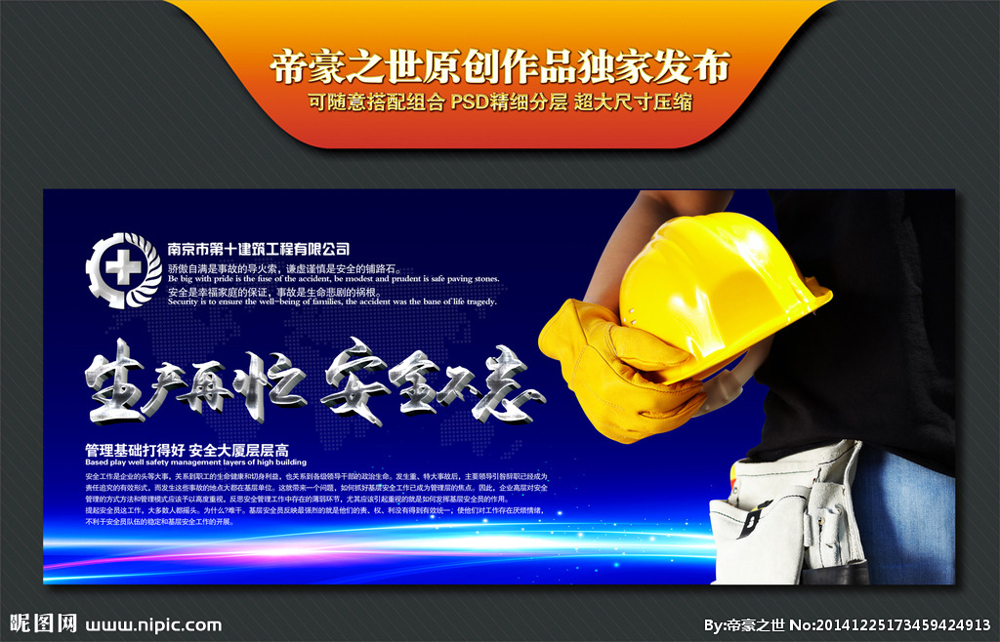 帝豪之世原创作品独家发布
可随意搭配组合 PSD精细分层 超大尺寸压缩
南京市第十建筑工程有限公司
骄傲自满是事故的导火索，谦虚谨慎是安全的铺路石。
Be big with pride is the fuse of the accident, be modest and prudent is safe paving stones.
安全是幸福家庭的保证，事故是生命悲剧的祸根。
Security is to ensure the well-being of families, the accident was the bane of life tragedy.
生产再忙 安全不忘
管理基础打得好 安全大厦层层高
Based play well safety management layers of high building
安全工作是企业的头等大事，关系到职工的生命健康和切身利益，也关系到各级领导干部的政治生命。发生重、特大事故后，主要领导引咎辞职已经成为
责任追究的有效形式，而发生这些事故的地点大都在基层单位。这就带来一个问题，如何抓好基层安全工作已成为管理层的焦点。因此，企业高层对安全
管理的方式方法和管理模式应该予以高度重视，反思安全管理工作中存在的薄弱环节，尤其应该引起重视的就是如何发挥基层安全员的作用。
提起安全员这工作，大多数人都摇头。为什么?难干。基层安全员反映最强烈的就是他们的责、权、利没有得到有效统一，使他们对工作存在厌烦情绪，
不利于安全员队伍的稳定和基层安全工作的开展。
昵图网 www.nipic.com
By:帝豪之世 No:20141225173459424913